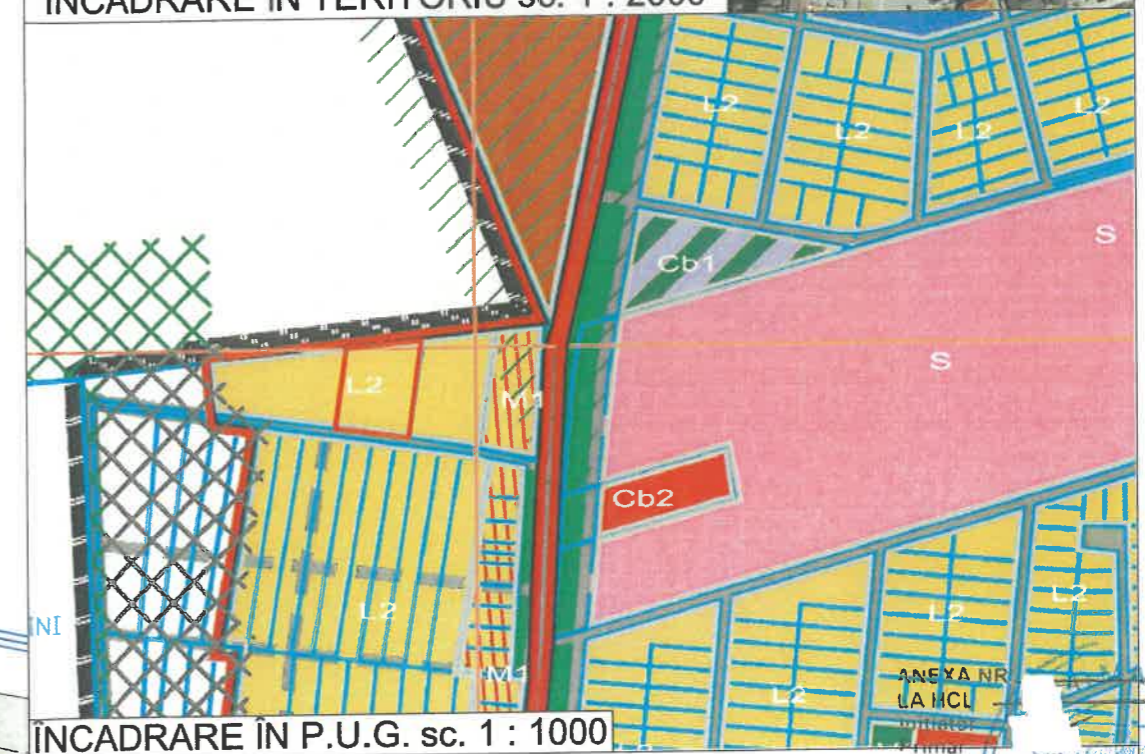 ÎNCADRARE ÎN TERITORIU sc. 1 : 2000
L2
L2
L2
L2
Cb1
S
S
L2
M1
Cb2
L2
M1
L2
L2
L2
NI
ANEXA NR
LA HCL
ÎNCADRARE ÎN P.U.G. sc. 1 : 1000